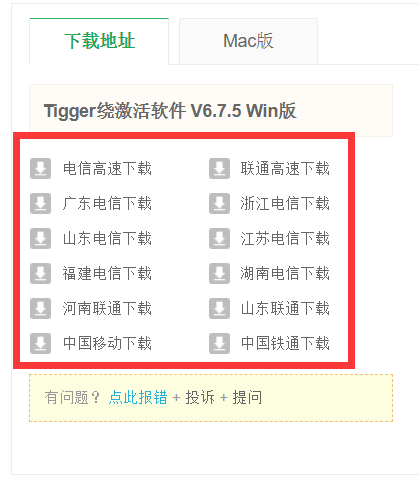 下载地址 Mac版
Tigger绕激活软件 V6.7.5 Win版
电信高速下载 联通高速下载
广东电信下载 浙江电信下载
山东电信下载 江苏电信下载
福建电信下载 湖南电信下载
河南联通下载 山东联通下载
中国移动下载 中国铁通下载
有问题？ 点此报错 + 投诉 + 提问